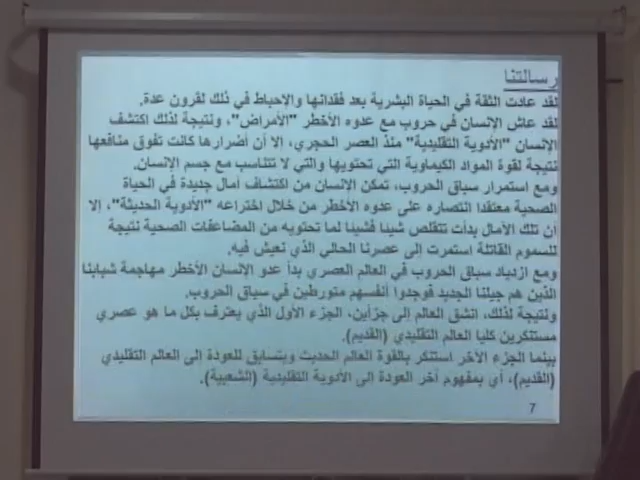 رسالتنا
لقد عادت الثقة في الحياة البشرية بعد فقدانها والإحباط في ذلك لقرون عدة.
لقد عاش الإنسان في حروب مع عدوه الأخطر "الأمراض"، ونتيجة لذلك اكتشف
الإنسان "الأدوية التقليدية" منذ العصر الحجري، إلا أن أضرارها كانت تفوق منافعها
نتيجة لقوة المواد الكيماوية التي تحتويها والتي لا تتناسب مع جسم الإنسان.
ومع استمرار سباق الحروب، تمكن الإنسان من اكتشاف آمال جديدة في الحياة
الصحية معتقدا انتصاره على عدوه الأخطر من خلال اختراعه "الأدوية الحديثة"، إلا
أن تلك الآمال بدأت تتقلص شيئا فشيئا لما تحتويه من المضاعفات الصحية نتيجة
للسموم القاتلة استمرت إلى عصرنا الحالي الذي نعيش فيه.
ومع ازدياد سباق الحروب في العالم العصري بدأ عدو الإنسان الأخطر مهاجمة شبابنا
الذين هم جيلنا الجديد فوجدوا أنفسهم متورطين في سباق الحروب.
ونتيجة لذلك، انشق العالم إلى جزأين، الجزء الأول الذي يعترف بكل ما هو عصري
مستنكرين كليا العالم التقليدي (القديم).
بينما الجزء الآخر استنكر بالقوة العالم الحديث ويتسابق للعودة إلى العالم التقليدي
(القديم)، أي بمفهوم آخر العودة إلى الأدوية التقليدية (الشعبية).
7